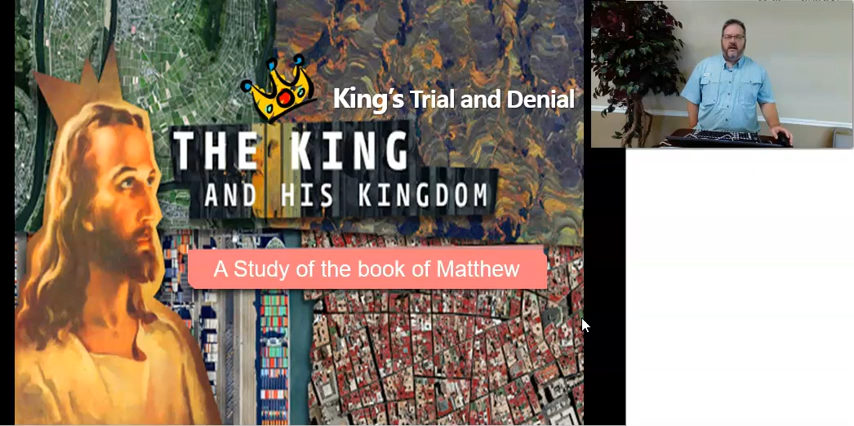 King's Trial and Denial
THE KING
AND HIS KINGDOM
A Study of the book of Matthew